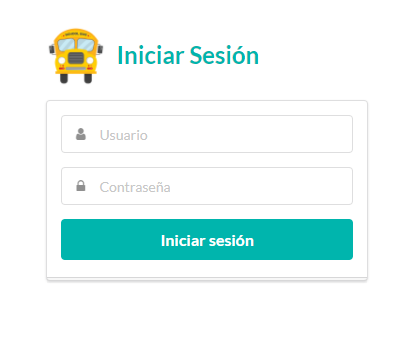 Iniciar Sesión
Usuario
Contraseña
Iniciar sesión